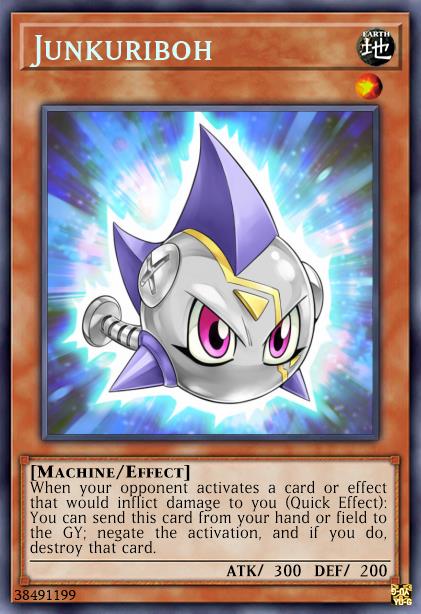 JUNKURIBOH
EARTH
地
[MACHINE/EFFECT]
When your opponent activates a card or effect
that would inflict damage to you (Quick Effect):
You can send this card from your hand or field to
the GY; negate the activation, and if you do,
destroy that card.
ATK/ 300 DEF/ 200
38491199